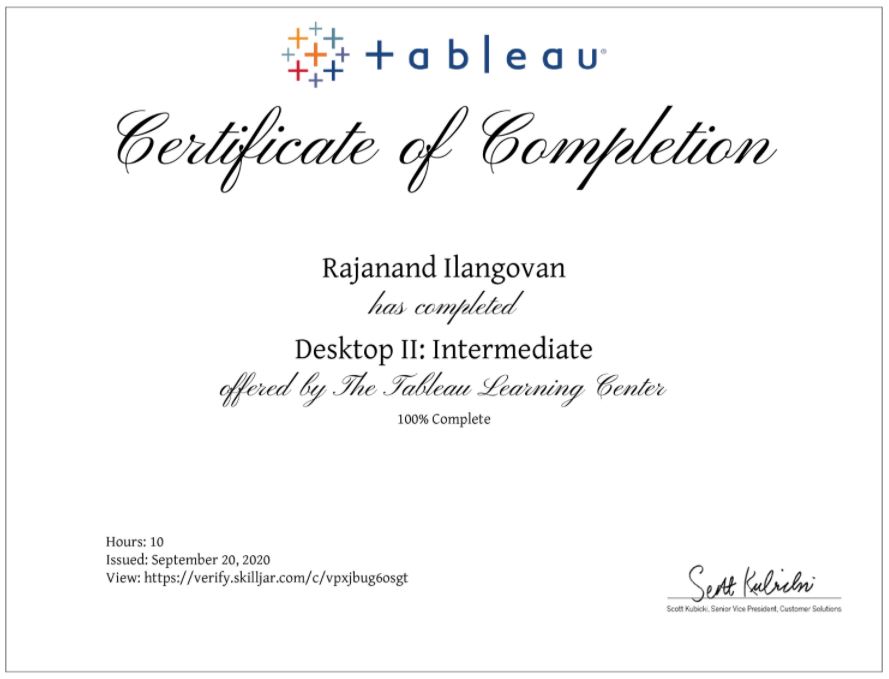 +ableau®
Certificate of Completion
Rajanand Ilangovan
has completed
Desktop II: Intermediate
offered by The Tableau Learning Center
100% Complete
Hours: 10
Issued: September 20, 2020
View: https://verify.skilljar.com/c/vpxjbug6osgt
Scott Kubicki
Scott Kubicki, Senior Vice President, Customer Solutions